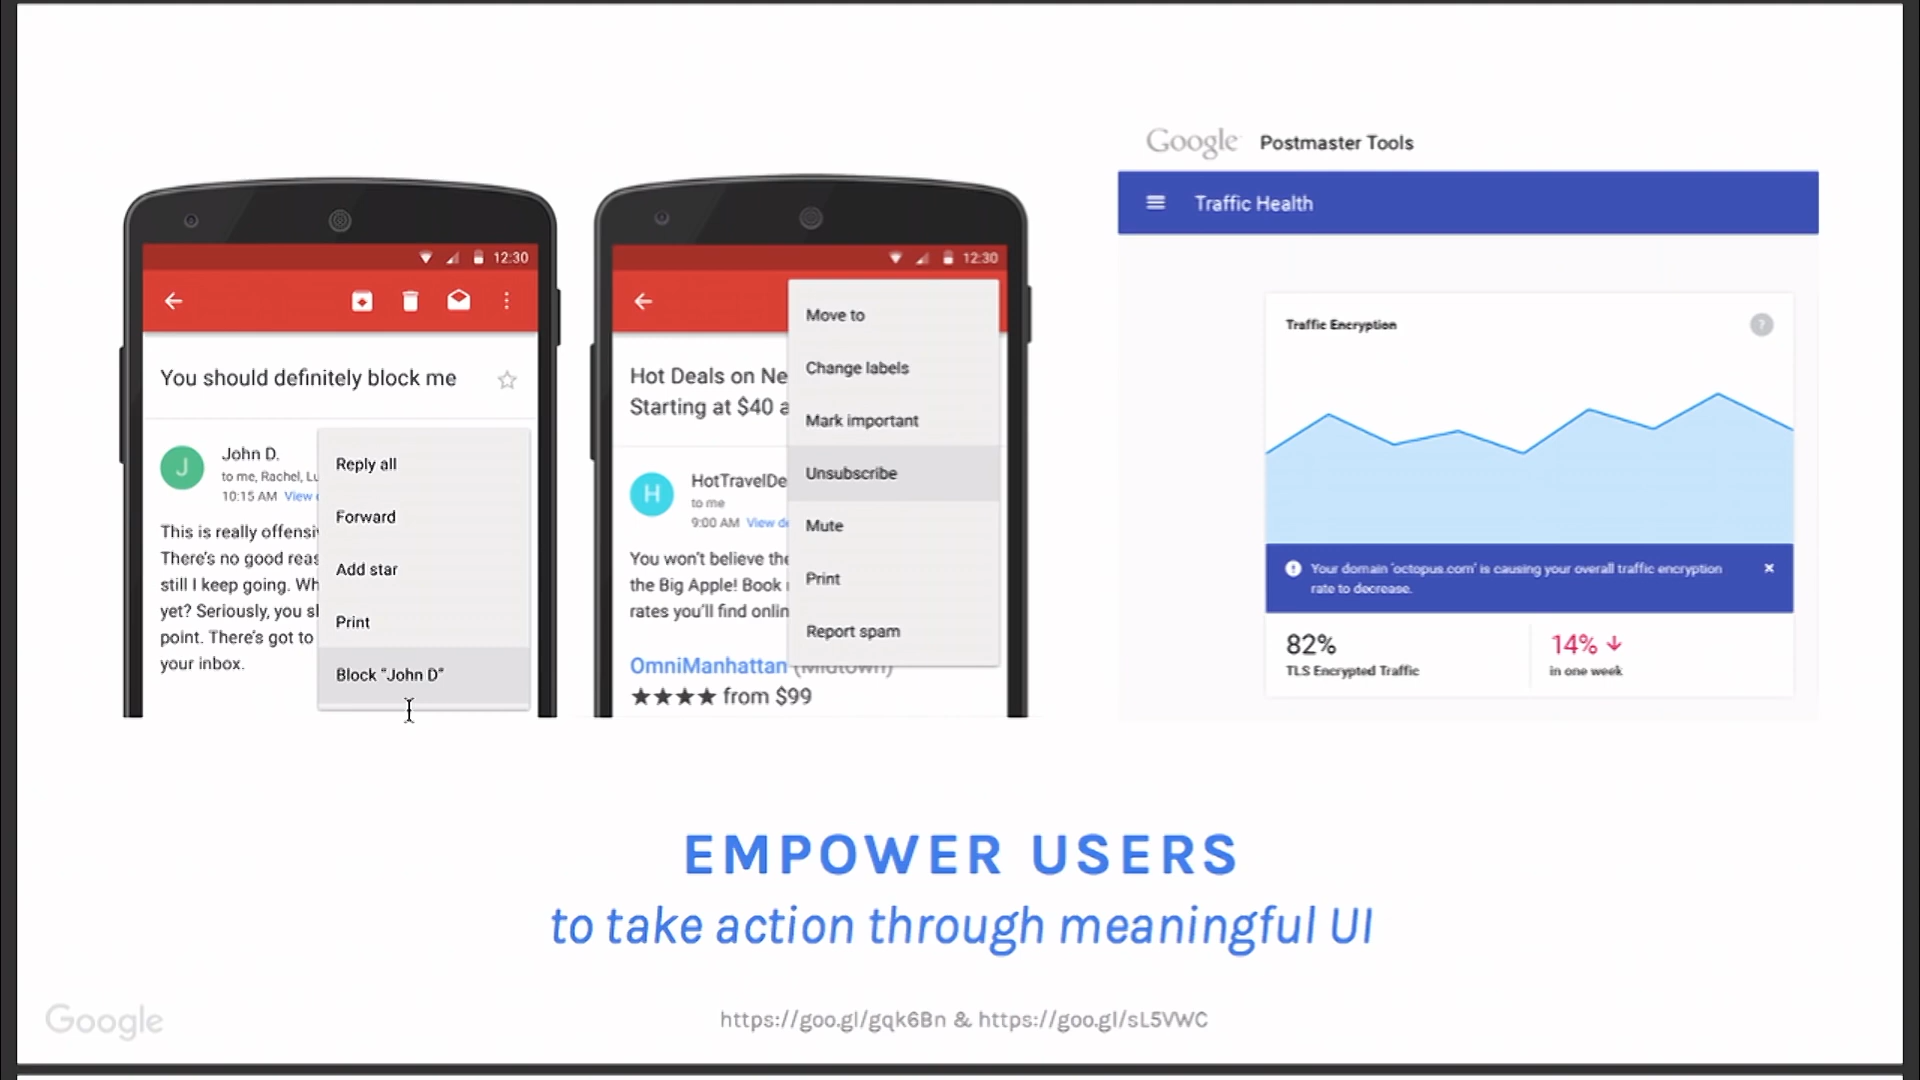 12:30
You should definitely block me
J
John D.
to me, Rachel, Lu
10:15 AM View
This is really offensi
There's no good reas
still I keep going. Wh
yet? Seriously, you sl
point. There's got to
your inbox.
Reply all
Forward
Add star
Print
Block "John D"
12:30
Hot Deals on Ne
Starting at $40 a
H
HotTravelDe
to me
9:00 AM View de
You won't believe the
the Big Apple! Book
rates you'll find onlin
OmniManhattan (Midtown)
★★★★ from $99
Move to
Change labels
Mark important
Unsubscribe
Mute
Print
Report spam
Google Postmaster Tools
Traffic Health
Traffic Encryption
?
Your domain 'octopus.com' is causing your overall traffic encryption
rate to decrease.
82%
TLS Encrypted Traffic
14% ↓
in one week
EMPOWER USERS
to take action through meaningful UI
Google
https://goo.gl/gqk6Bn & https://goo.gl/sL5VWC